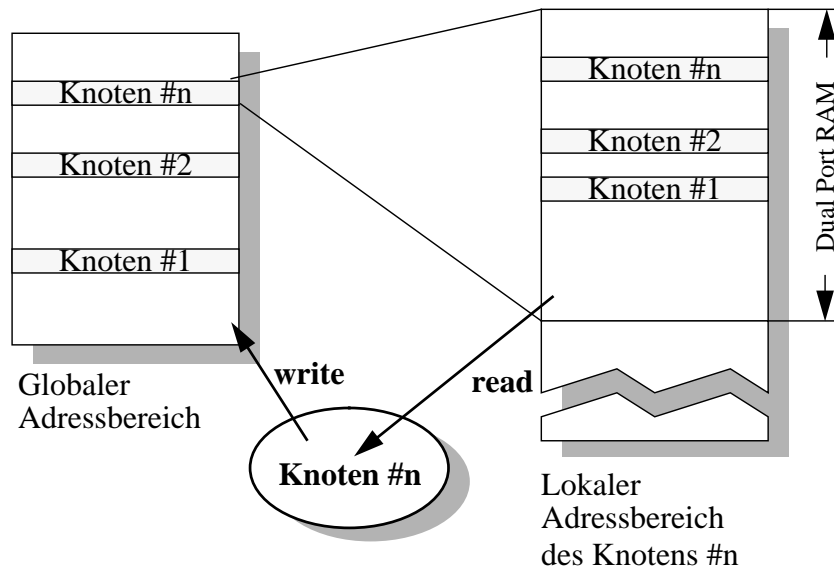 Knoten #n
Knoten #2
Knoten #1
Globaler
Adressbereich
write
read
Knoten #n
Knoten #n
Knoten #2
Knoten #1
Dual Port RAM
Lokaler
Adressbereich
des Knotens #n